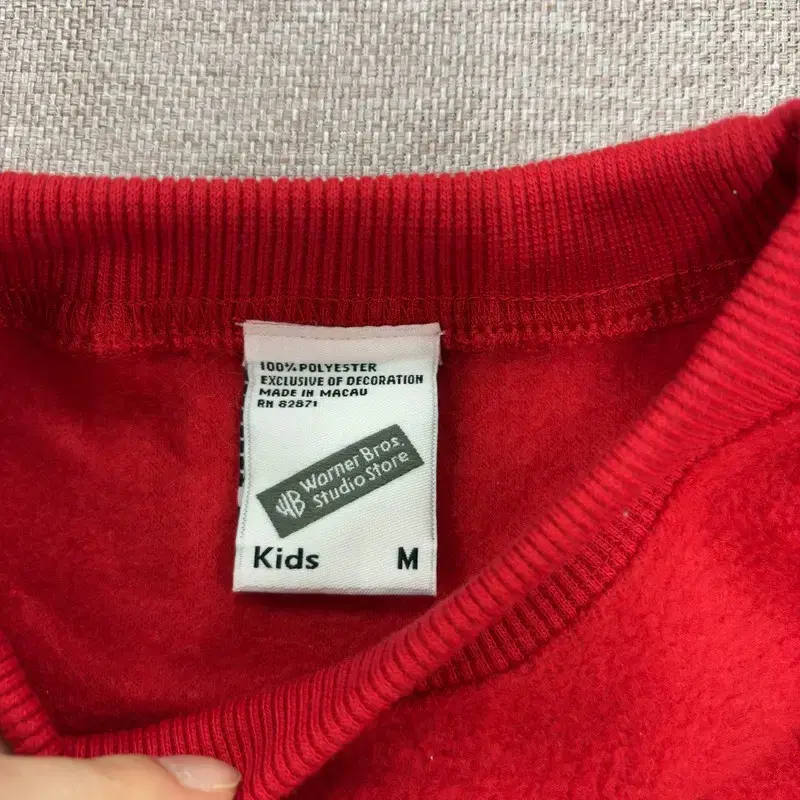 100% POLYESTER
EXCLUSIVE OF DECORATION
MADE IN MACAU
RN 82871
WB Warner Bros.
Studio Store
Kids M